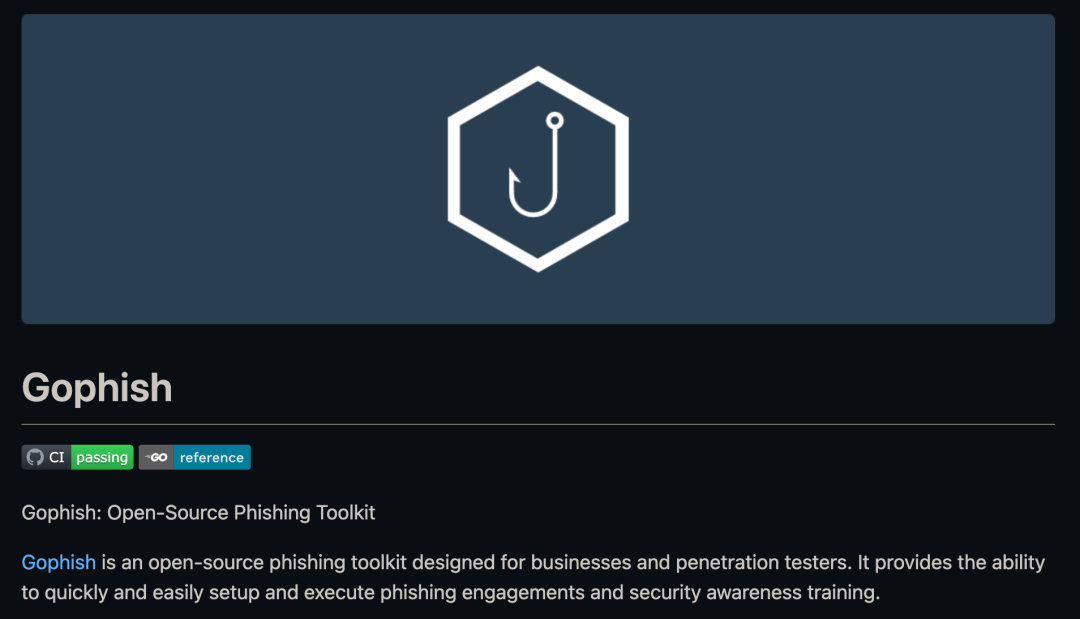 Gophish
CI passing GO reference
Gophish: Open-Source Phishing Toolkit
Gophish is an open-source phishing toolkit designed for businesses and penetration testers. It provides the ability
to quickly and easily setup and execute phishing engagements and security awareness training.